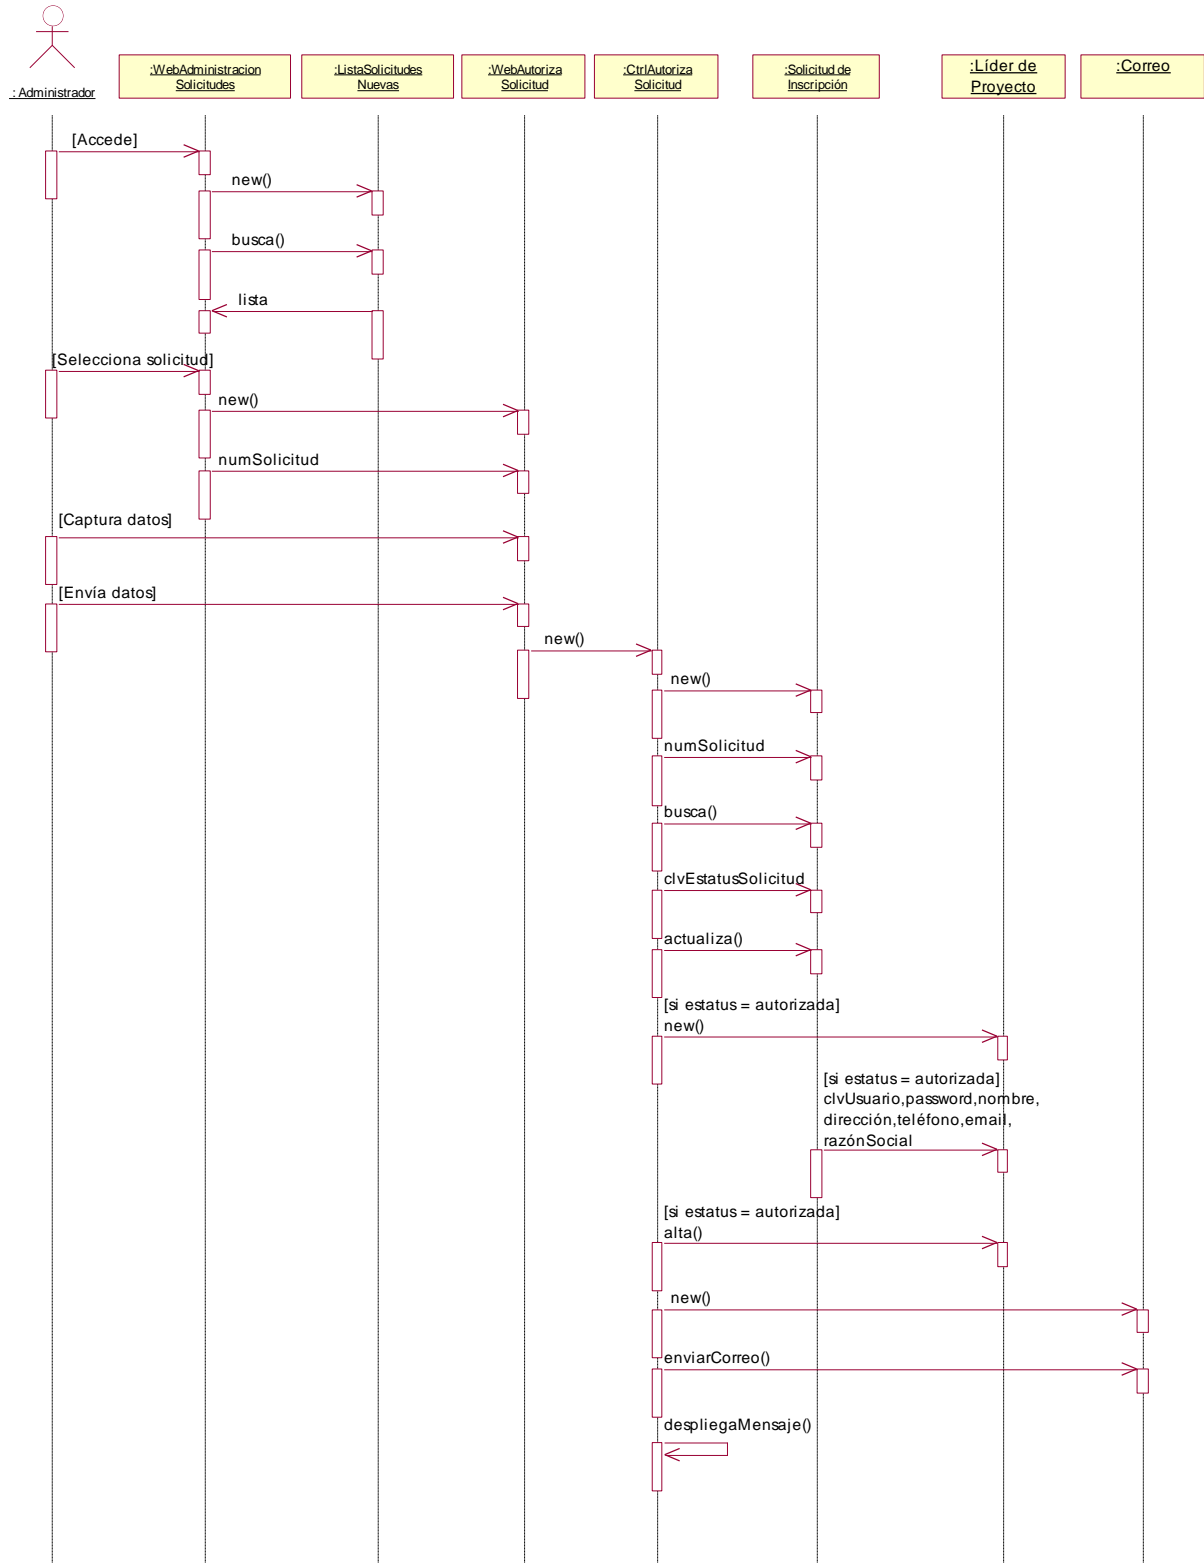 : Administrador
:WebAdministracion
Solicitudes
:ListaSolicitudes
Nuevas
:WebAutoriza
Solicitud
:CtrlAutoriza
Solicitud
:Solicitud de
Inscripción
:Líder de
Proyecto
:Correo
[Accede]
new()
busca()
lista
[Selecciona solicitud]
new()
numSolicitud
[Captura datos]
[Envía datos]
new()
new()
numSolicitud
busca()
clvEstatusSolicitud
actualiza()
[si estatus = autorizada]
new()
[si estatus = autorizada]
clvUsuario,password,nombre,
dirección,teléfono,email,
razónSocial
[si estatus = autorizada]
alta()
new()
enviarCorreo()
despliegaMensaje()